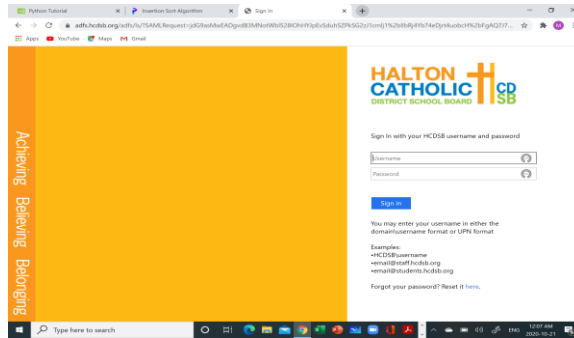 Python Tutorial
Insertion Sort Algorithm
Sign In
Apps
YouTube
Maps
Gmail
HALTON
CATHOLIC CD
DISTRICT SCHOOL BOARD SB
Achieving Believing Belonging
Sign in with your HCDSB username and password
Username
Password
Sign in
You may enter your username in either the
domain\username format or UPN format
Examples:
•HCDSB\username
•email@staff.hcdsb.org
•email@students.hcdsb.org
Forgot your password? Reset it here.
Type here to search
ENG
12:07 AM
2020-10-21